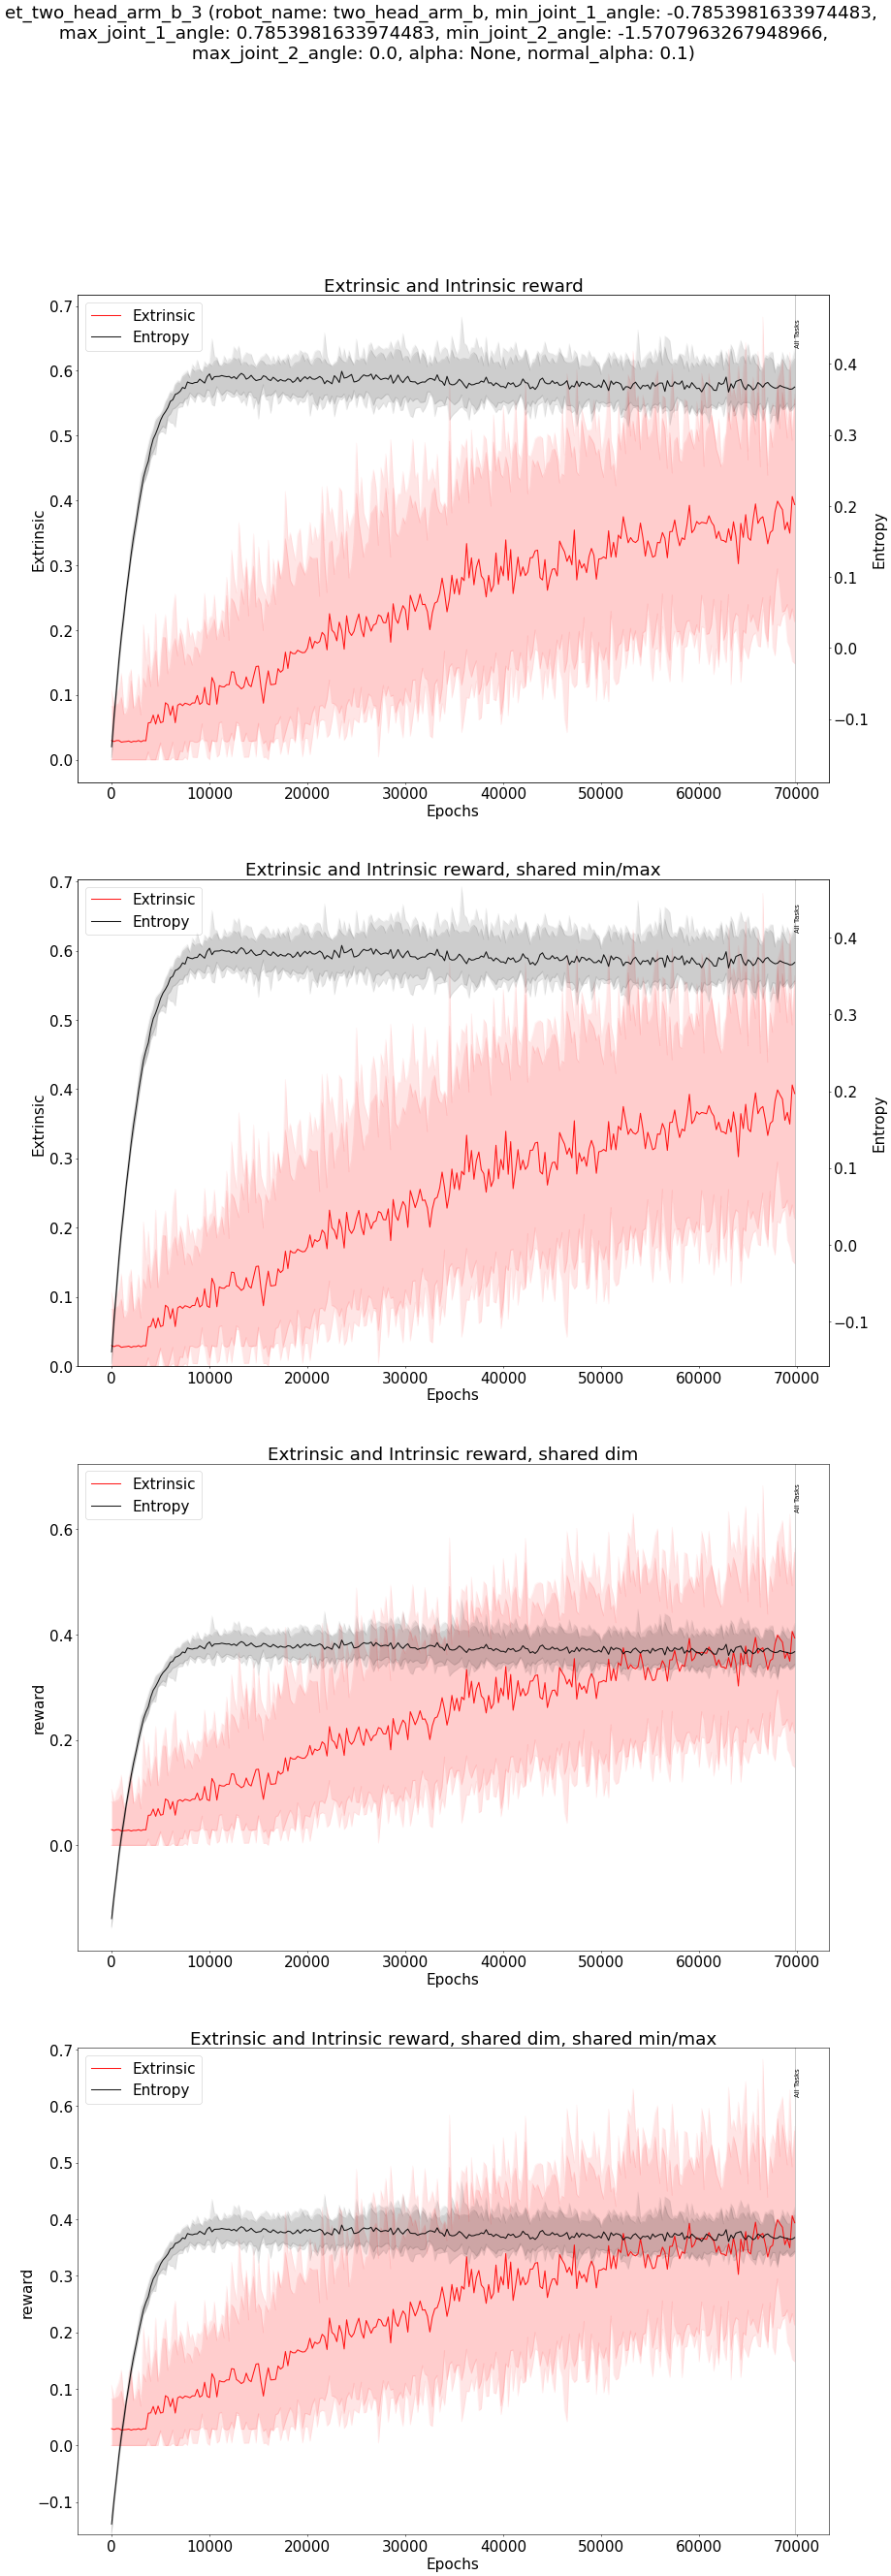 et_two_head_arm_b_3 (robot_name: two_head_arm_b, min_joint_1_angle: -0.7853981633974483,
max_joint_1_angle: 0.7853981633974483, min_joint_2_angle: -1.5707963267948966,
max_joint_2_angle: 0.0, alpha: None, normal_alpha: 0.1)
Extrinsic and Intrinsic reward
Extrinsic
Entropy
All Tasks
0.7
0.6
0.5
0.4
0.3
0.2
0.1
0.0
Extrinsic
0.4
0.3
0.2
0.1
0.0
−0.1
Entropy
0 10000 20000 30000 40000 50000 60000 70000
Epochs
Extrinsic and Intrinsic reward, shared min/max
Extrinsic
Entropy
All Tasks
0.7
0.6
0.5
0.4
0.3
0.2
0.1
0.0
Extrinsic
0.4
0.3
0.2
0.1
0.0
−0.1
Entropy
0 10000 20000 30000 40000 50000 60000 70000
Epochs
Extrinsic and Intrinsic reward, shared dim
Extrinsic
Entropy
All Tasks
0.6
0.4
0.2
0.0
reward
0 10000 20000 30000 40000 50000 60000 70000
Epochs
Extrinsic and Intrinsic reward, shared dim, shared min/max
Extrinsic
Entropy
All Tasks
0.7
0.6
0.5
0.4
0.3
0.2
0.1
0.0
−0.1
reward
0 10000 20000 30000 40000 50000 60000 70000
Epochs